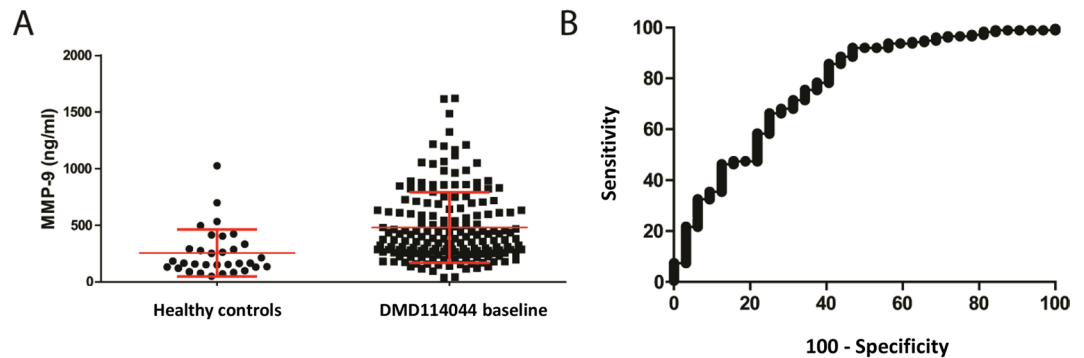 A
MMP-9 (ng/ml)
2000
1500
1000
500
0
Healthy controls
DMD114044 baseline
B
Sensitivity
100
80
60
40
20
0
0
20
40
60
80
100
100 - Specificity